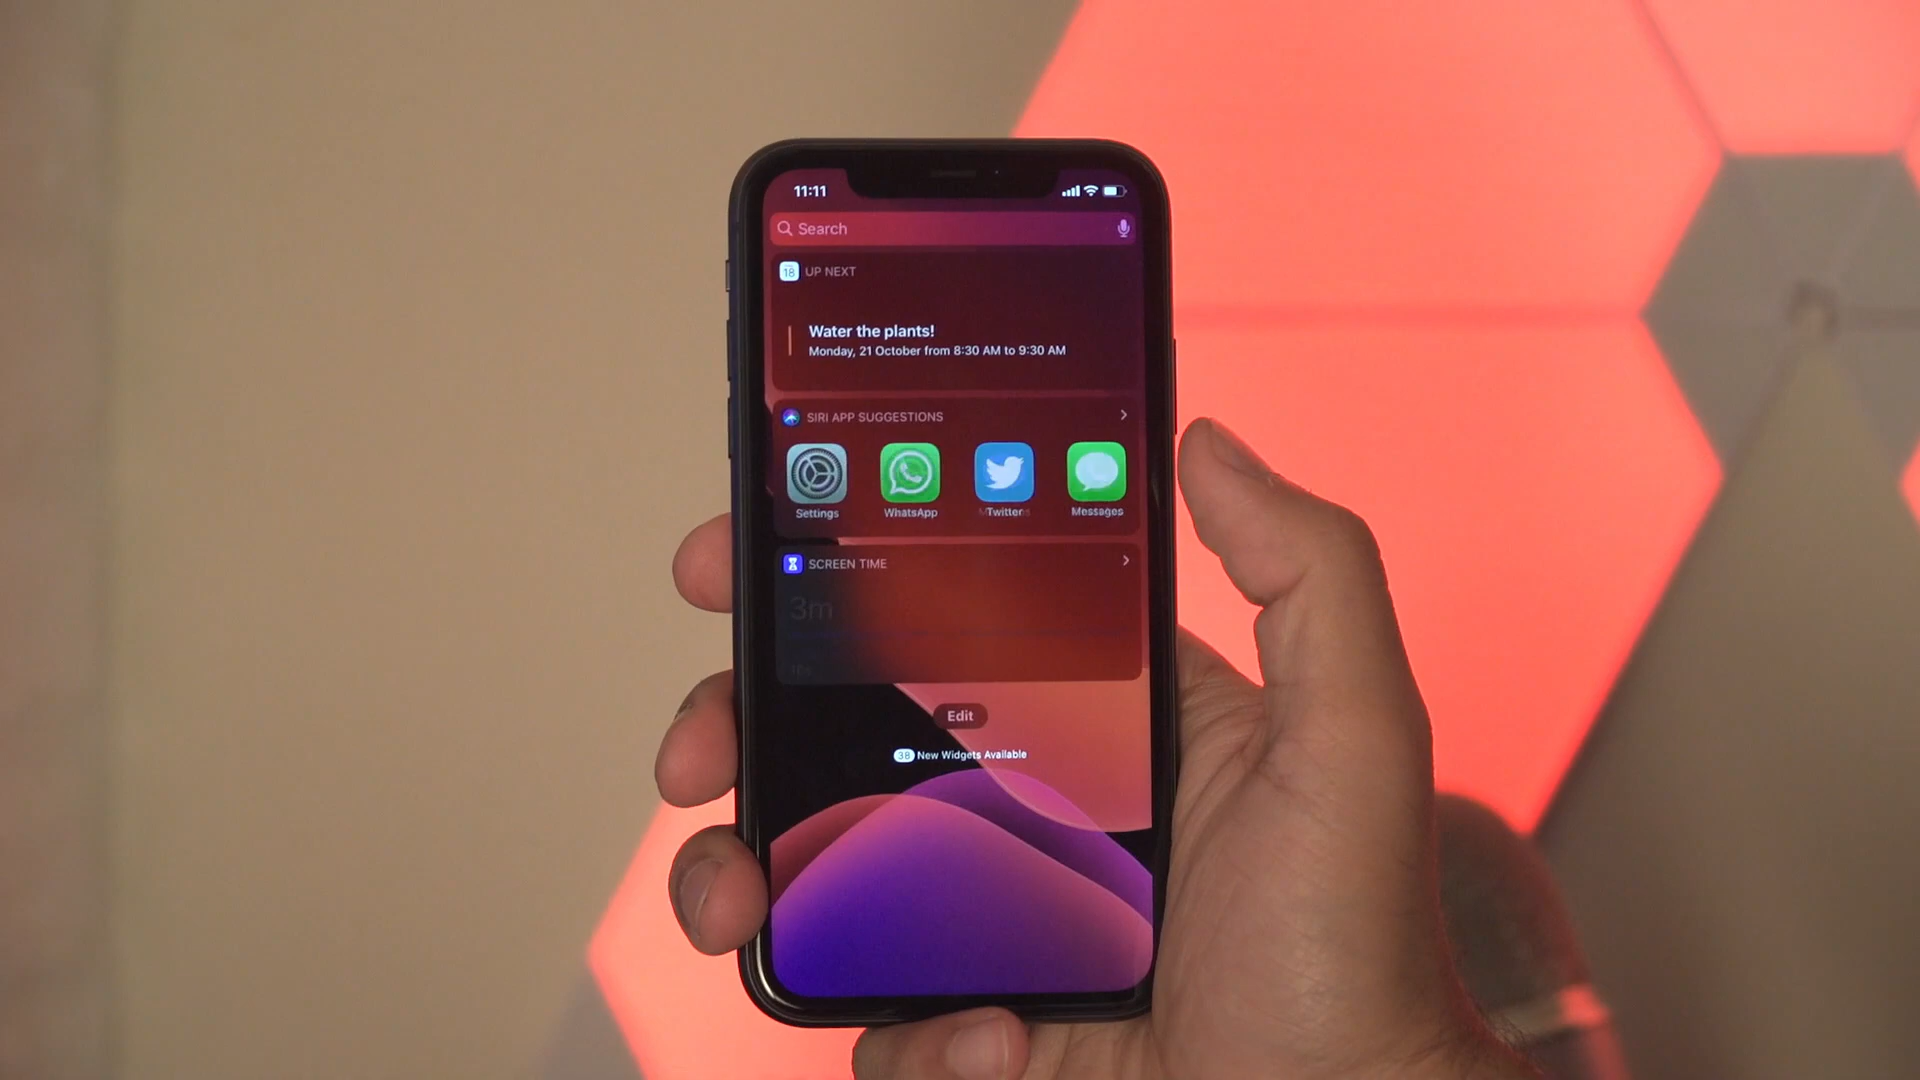 11:11
Search
18 UP NEXT
Water the plants!
Monday, 21 October from 8:30 AM to 9:30 AM
SIRI APP SUGGESTIONS
Settings WhatsApp Twitter Messages
SCREEN TIME
3m
Edit
38 New Widgets Available